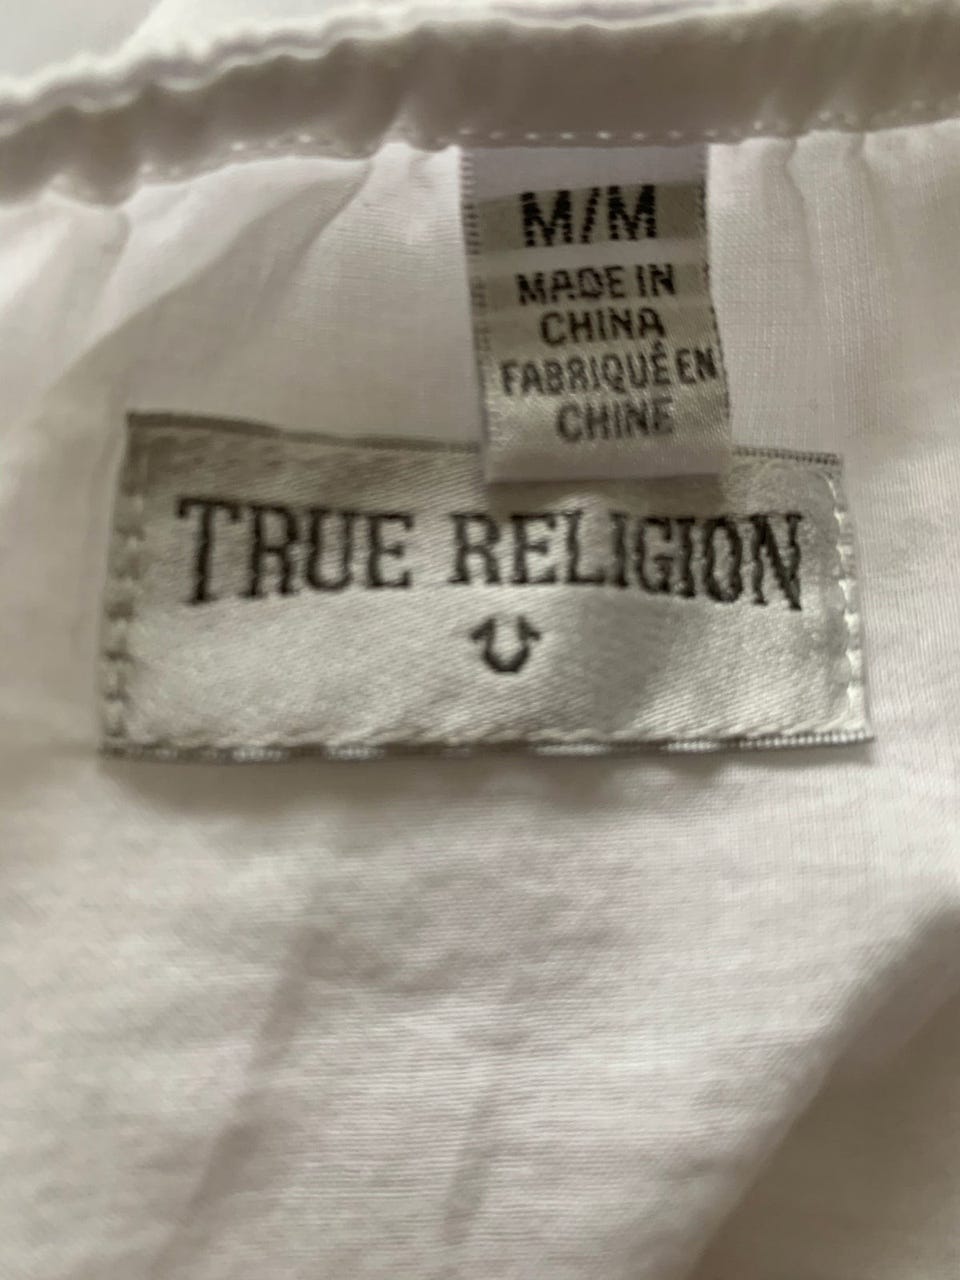 M/M
MADE IN
CHINA
FABRIQUÉ EN
CHINE
TRUE RELIGION